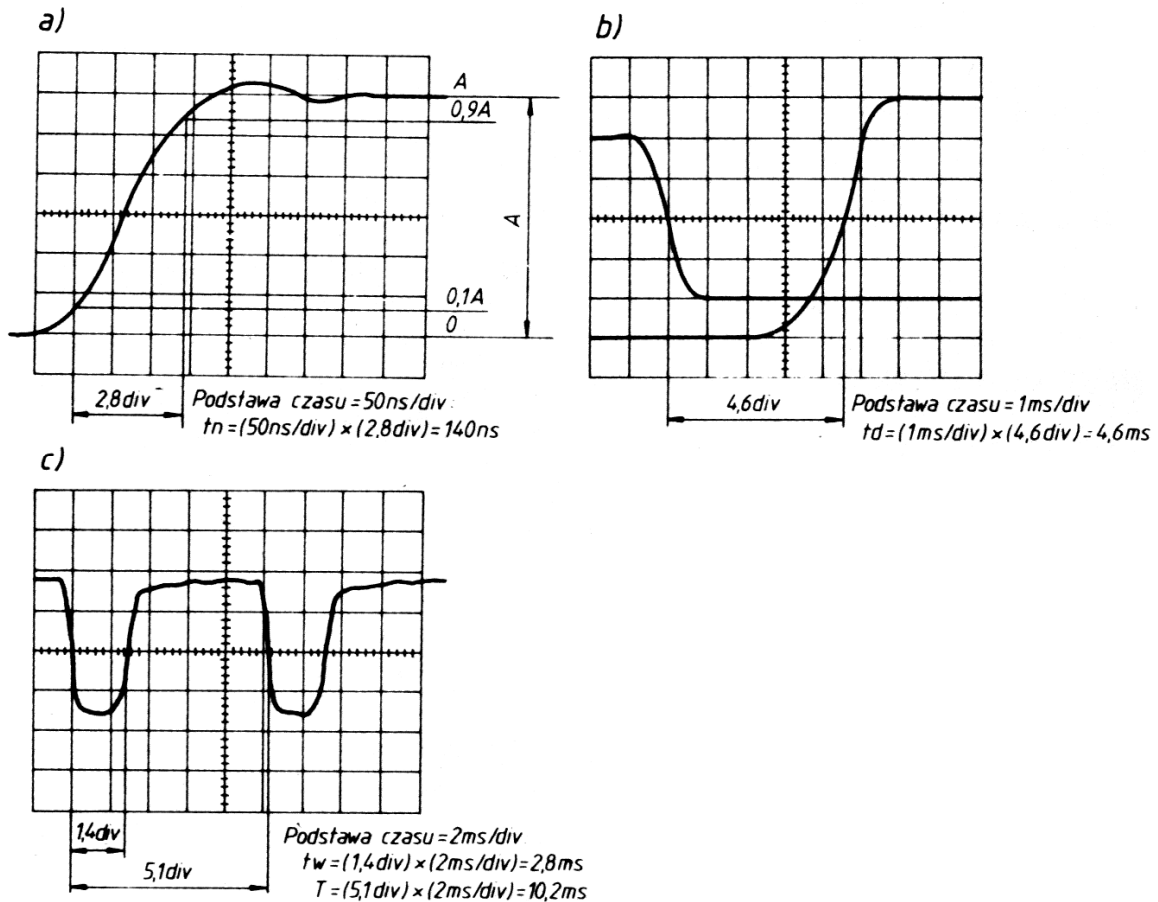 a)
A
0,9A
A
0,1A
0
2,8div
Podstawa czasu=50ns/div
tn=(50ns/div)×(2,8div)=140ns
b)
4,6div
Podstawa czasu=1ms/div
td=(1ms/div)×(4,6div)=4,6ms
c)
1,4div
5,1div
Podstawa czasu=2ms/div
tw=(1,4div)×(2ms/div)=2,8ms
T=(5,1div)×(2ms/div)=10,2ms